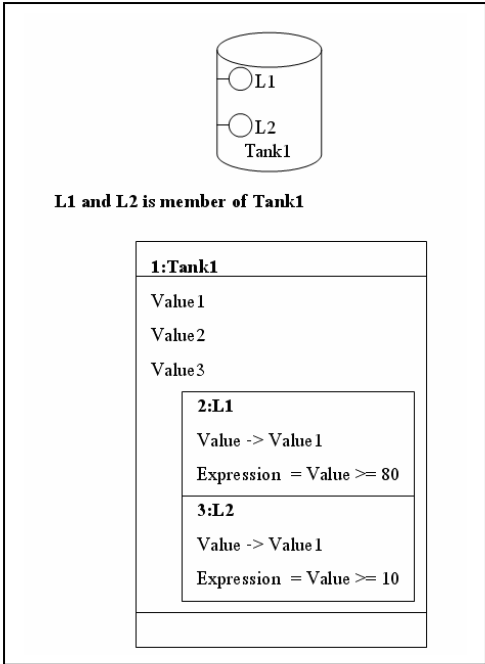 L1
L2
Tank1
L1 and L2 is member of Tank1
1:Tank1
Value1
Value2
Value3
2:L1
Value -> Value1
Expression = Value >= 80
3:L2
Value -> Value1
Expression = Value >= 10